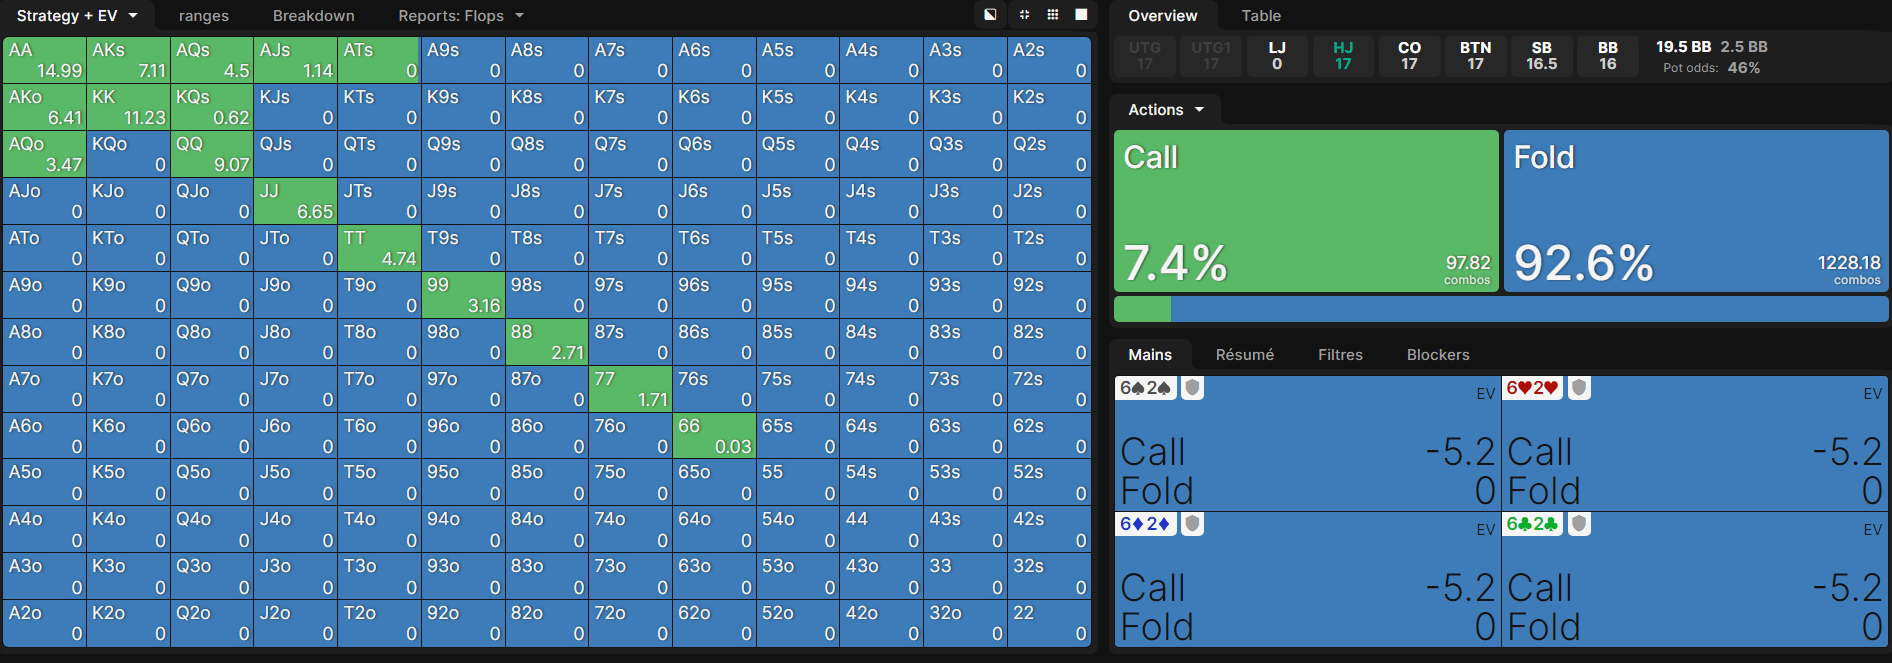 Strategy + EV ranges Breakdown Reports: Flops
AA AKs AQs AJs ATs A9s A8s A7s A6s A5s A4s A3s A2s
14.99 7.11 4.5 1.14 0 0 0 0 0 0 0 0 0
AKo KK KQs KJs KTs K9s K8s K7s K6s K5s K4s K3s K2s
6.41 11.23 0.62 0 0 0 0 0 0 0 0 0 0
AQo KQo QQ QJs QTs Q9s Q8s Q7s Q6s Q5s Q4s Q3s Q2s
3.47 0 9.07 0 0 0 0 0 0 0 0 0 0
AJo KJo QJo JJ JTs J9s J8s J7s J6s J5s J4s J3s J2s
0 0 0 6.65 0 0 0 0 0 0 0 0 0
ATo KTo QTo JTo TT T9s T8s T7s T6s T5s T4s T3s T2s
0 0 0 0 4.74 0 0 0 0 0 0 0 0
A9o K9o Q9o J9o T9o 99 98s 97s 96s 95s 94s 93s 92s
0 0 0 0 0 3.16 0 0 0 0 0 0 0
A8o K8o Q8o J8o T8o 98o 88 87s 86s 85s 84s 83s 82s
0 0 0 0 0 0 2.71 0 0 0 0 0 0
A7o K7o Q7o J7o T7o 97o 87o 77 76s 75s 74s 73s 72s
0 0 0 0 0 0 0 1.71 0 0 0 0 0
A6o K6o Q6o J6o T6o 96o 86o 76o 66 65s 64s 63s 62s
0 0 0 0 0 0 0 0 0.03 0 0 0 0
A5o K5o Q5o J5o T5o 95o 85o 75o 65o 55 54s 53s 52s
0 0 0 0 0 0 0 0 0 0 0 0 0
A4o K4o Q4o J4o T4o 94o 84o 74o 64o 54o 44 43s 42s
0 0 0 0 0 0 0 0 0 0 0 0 0
A3o K3o Q3o J3o T3o 93o 83o 73o 63o 53o 43o 33 32s
0 0 0 0 0 0 0 0 0 0 0 0 0
A2o K2o Q2o J2o T2o 92o 82o 72o 62o 52o 42o 32o 22
0 0 0 0 0 0 0 0 0 0 0 0 0
Overview Table
UTG UTG1 LJ HJ CO BTN SB BB 19.5 BB 2.5 BB
17 17 0 17 17 17 16.5 16 Pot odds: 46%
Actions
Call Fold
7.4% 97.82 combos 92.6% 1228.18 combos
Mains Résumé Filtres Blockers
6♠2♠ EV 6♥2♥ EV
Call -5.2 Call -5.2
Fold 0 Fold 0
6♦2♦ EV 6♣2♣ EV
Call -5.2 Call -5.2
Fold 0 Fold 0